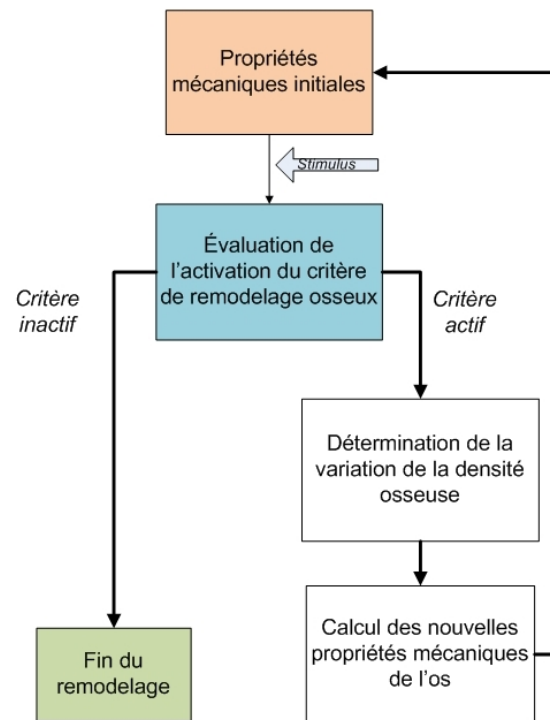 Propriétés
mécaniques initiales
Stimulus
Évaluation de
l'activation du critère
de remodelage osseux
Critère
inactif
Critère
actif
Détermination de la
variation de la densité
osseuse
Calcul des nouvelles
propriétés mécaniques
de l'os
Fin du
remodelage